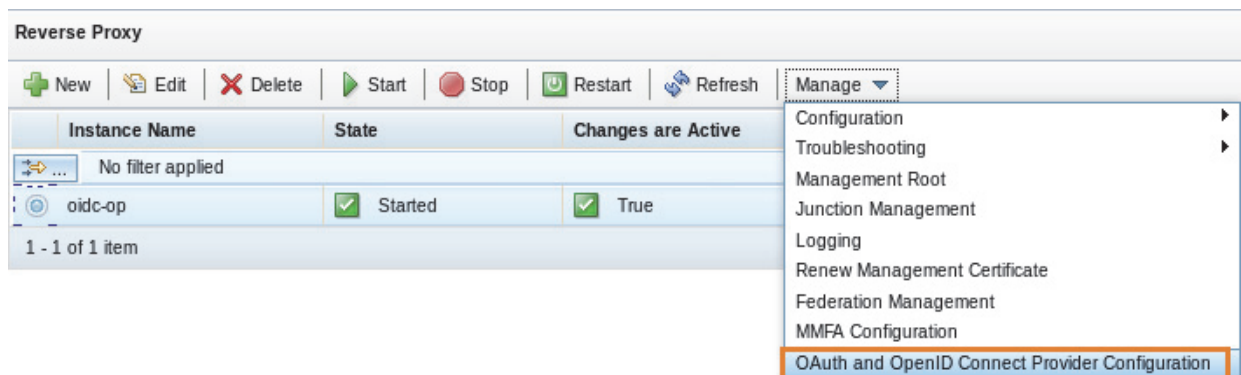 Reverse Proxy
New Edit Delete Start Stop Restart Refresh Manage
Instance Name State Changes are Active
... No filter applied
oidc-op Started True
1 - 1 of 1 item
Configuration
Troubleshooting
Management Root
Junction Management
Logging
Renew Management Certificate
Federation Management
MMFA Configuration
OAuth and OpenID Connect Provider Configuration